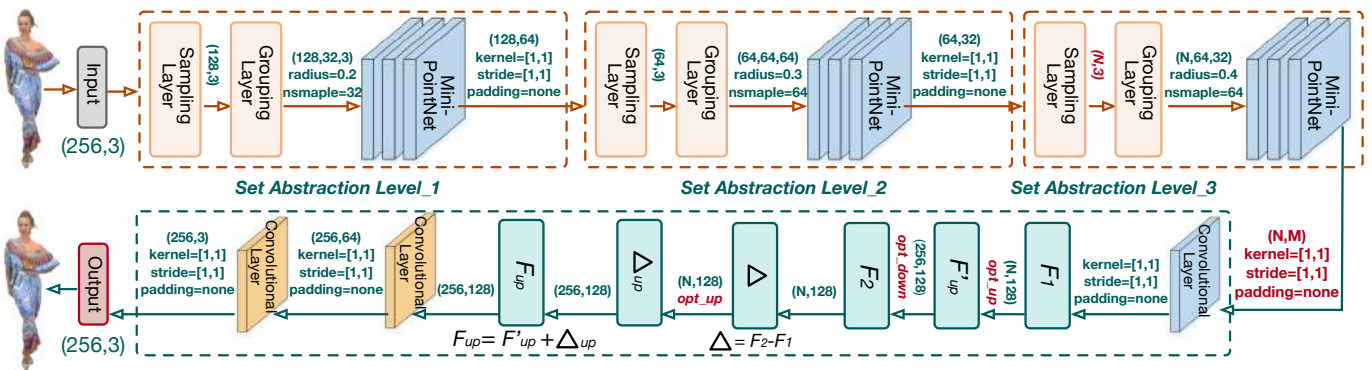 Input
(256,3)
Sampling
Layer
(128,3)
Grouping
Layer
(128,32,3)
radius=0.2
nsmaple=32
Mini-
PointNet
(128,64)
kernel=[1,1]
stride=[1,1]
padding=none
Sampling
Layer
(64,3)
Grouping
Layer
(64,64,64)
radius=0.3
nsmaple=64
Mini-
PointNet
(64,32)
kernel=[1,1]
stride=[1,1]
padding=none
Sampling
Layer
(N,3)
Grouping
Layer
(N,64,32)
radius=0.4
nsmaple=64
Mini-
PointNet
Set Abstraction Level_1
Set Abstraction Level_2
Set Abstraction Level_3
(N,M)
kernel=[1,1]
stride=[1,1]
padding=none
Convolutional
Layer
kernel=[1,1]
stride=[1,1]
padding=none
F1
(N,128)
opt_up
F'up
(256,128)
opt_down
F2
(N,128)
Δ
(N,128)
opt_up
Δup
(256,128)
Fup
(256,128)
Convolutional
Layer
(256,64)
kernel=[1,1]
stride=[1,1]
padding=none
Convolutional
Layer
(256,3)
kernel=[1,1]
stride=[1,1]
padding=none
Output
(256,3)
Fup= F'up + Δup
Δ = F2-F1